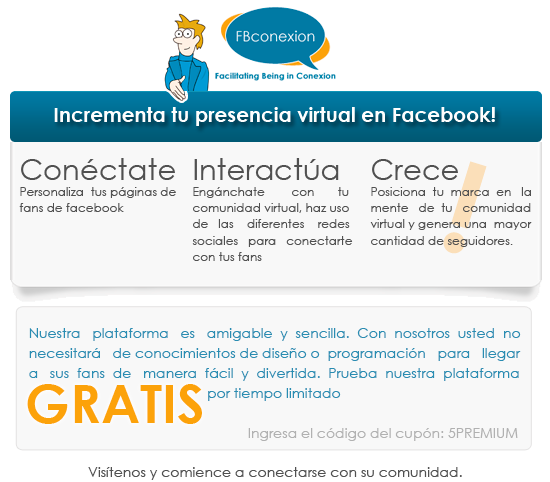 FBconexion
Facilitating Being in Conexion
Incrementa tu presencia virtual en Facebook!
Conéctate
Personaliza tus páginas de
fans de facebook
Interactúa
Engánchate con tu
comunidad virtual, haz uso
de las diferentes redes
sociales para conectarte
con tus fans
Crece
!
Posiciona tu marca en la
mente de tu comunidad
virtual y genera una mayor
cantidad de seguidores.
Nuestra plataforma es amigable y sencilla. Con nosotros usted no
necesitará de conocimientos de diseño o programación para llegar
a sus fans de manera fácil y divertida. Prueba nuestra plataforma
GRATIS por tiempo limitado
Ingresa el código del cupón: 5PREMIUM
Visítenos y comience a conectarse con su comunidad.